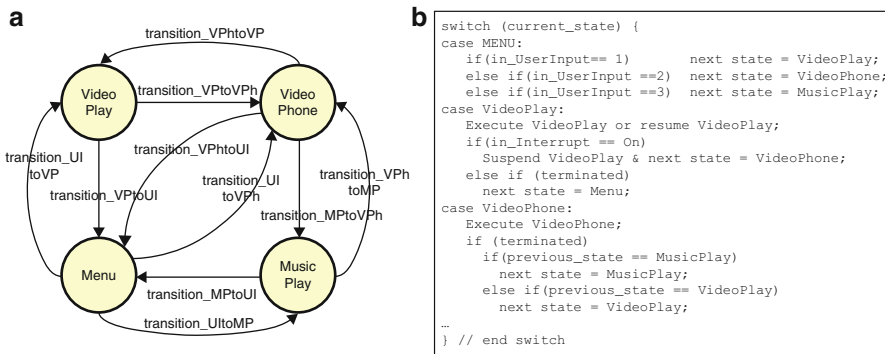 a
transition_VPhtoVP
Video
Play
transition_VPtoVPh
Video
Phone
transition_UI
toVP
transition_VPhtoUI
transition_VPtoUI
transition_UI
toVPh
transition_VPh
toMP
transition_MPtoVPh
Menu
transition_MPtoUI
Music
Play
transition_UItoMP
b
switch (current_state) {
case MENU:
if(in_UserInput== 1) next state = VideoPlay;
else if(in_UserInput ==2) next state = VideoPhone;
else if(in_UserInput ==3) next state = MusicPlay;
case VideoPlay:
Execute VideoPlay or resume VideoPlay;
if(in_Interrupt == On)
Suspend VideoPlay & next state = VideoPhone;
else if (terminated)
next state = Menu;
case VideoPhone:
Execute VideoPhone;
if (terminated)
if(previous_state == MusicPlay)
next state = MusicPlay;
else if(previous_state == VideoPlay)
next state = VideoPlay;
…
} // end switch